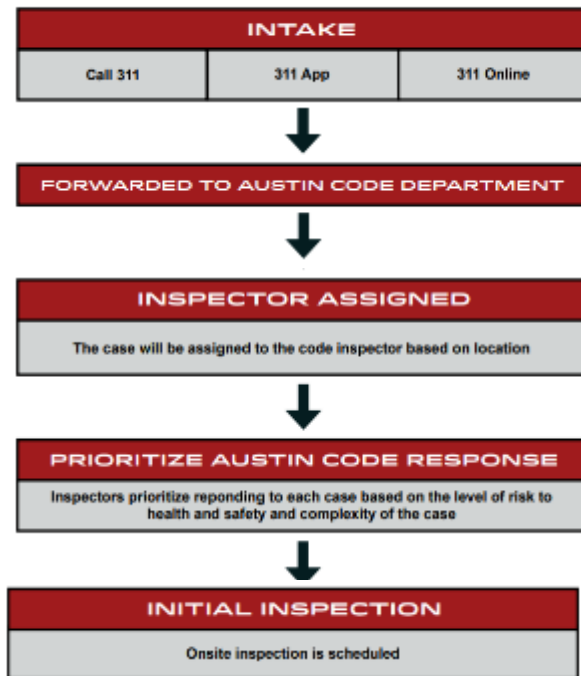 INTAKE
Call 311 311 App 311 Online
FORWARDED TO AUSTIN CODE DEPARTMENT
INSPECTOR ASSIGNED
The case will be assigned to the code inspector based on location
PRIORITIZE AUSTIN CODE RESPONSE
Inspectors prioritize reponding to each case based on the level of risk to
health and safety and complexity of the case
INITIAL INSPECTION
Onsite inspection is scheduled